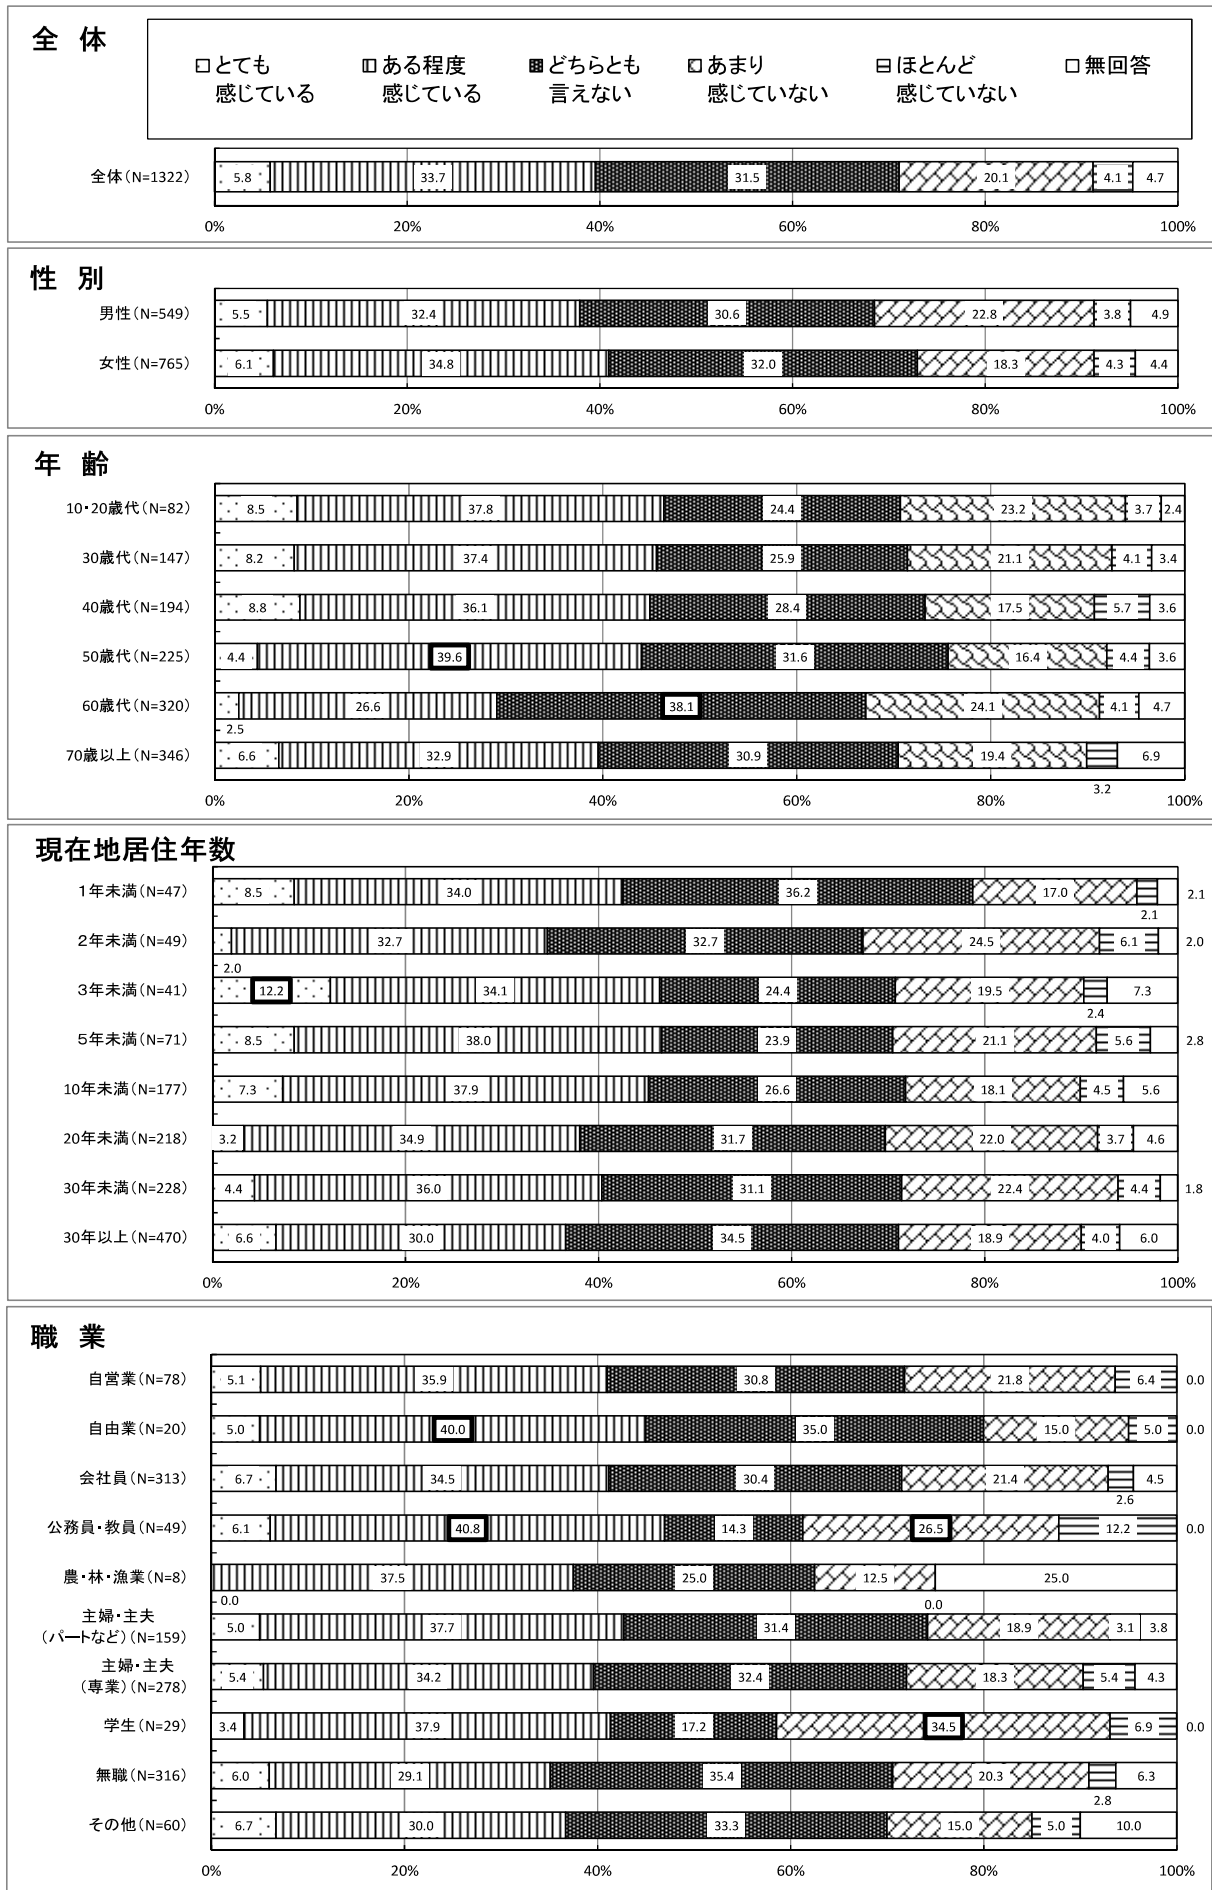 全 体
とても ある程度 どちらとも あまり ほとんど 無回答
感じている 感じている 言えない 感じていない 感じていない
全体(N=1322) 5.8 33.7 31.5 20.1 4.1 4.7
0% 20% 40% 60% 80% 100%
性 別
男性(N=549) 5.5 32.4 30.6 22.8 3.8 4.9
女性(N=765) 6.1 34.8 32.0 18.3 4.3 4.4
0% 20% 40% 60% 80% 100%
年 齢
10・20歳代(N=82) 8.5 37.8 24.4 23.2 3.7 2.4
30歳代(N=147) 8.2 37.4 25.9 21.1 4.1 3.4
40歳代(N=194) 8.8 36.1 28.4 17.5 5.7 3.6
50歳代(N=225) 4.4 39.6 31.6 16.4 4.4 3.6
60歳代(N=320) 26.6 38.1 24.1 4.1 4.7
2.5
70歳以上(N=346) 6.6 32.9 30.9 19.4 6.9
3.2
0% 20% 40% 60% 80% 100%
現在地居住年数
1年未満(N=47) 8.5 34.0 36.2 17.0 2.1
2.1
2年未満(N=49) 32.7 32.7 24.5 6.1 2.0
2.0
3年未満(N=41) 12.2 34.1 24.4 19.5 7.3
2.4
5年未満(N=71) 8.5 38.0 23.9 21.1 5.6 2.8
10年未満(N=177) 7.3 37.9 26.6 18.1 4.5 5.6
20年未満(N=218) 3.2 34.9 31.7 22.0 3.7 4.6
30年未満(N=228) 4.4 36.0 31.1 22.4 4.4 1.8
30年以上(N=470) 6.6 30.0 34.5 18.9 4.0 6.0
0% 20% 40% 60% 80% 100%
職 業
自営業(N=78) 5.1 35.9 30.8 21.8 6.4 0.0
自由業(N=20) 5.0 40.0 35.0 15.0 5.0 0.0
会社員(N=313) 6.7 34.5 30.4 21.4 4.5
2.6
公務員・教員(N=49) 6.1 40.8 14.3 26.5 12.2 0.0
農・林・漁業(N=8) 37.5 25.0 12.5 25.0
0.0 0.0
主婦・主夫
(パートなど)(N=159) 5.0 37.7 31.4 18.9 3.1 3.8
主婦・主夫
(専業)(N=278) 5.4 34.2 32.4 18.3 5.4 4.3
学生(N=29) 3.4 37.9 17.2 34.5 6.9 0.0
無職(N=316) 6.0 29.1 35.4 20.3 6.3
2.8
その他(N=60) 6.7 30.0 33.3 15.0 5.0 10.0
0% 20% 40% 60% 80% 100%